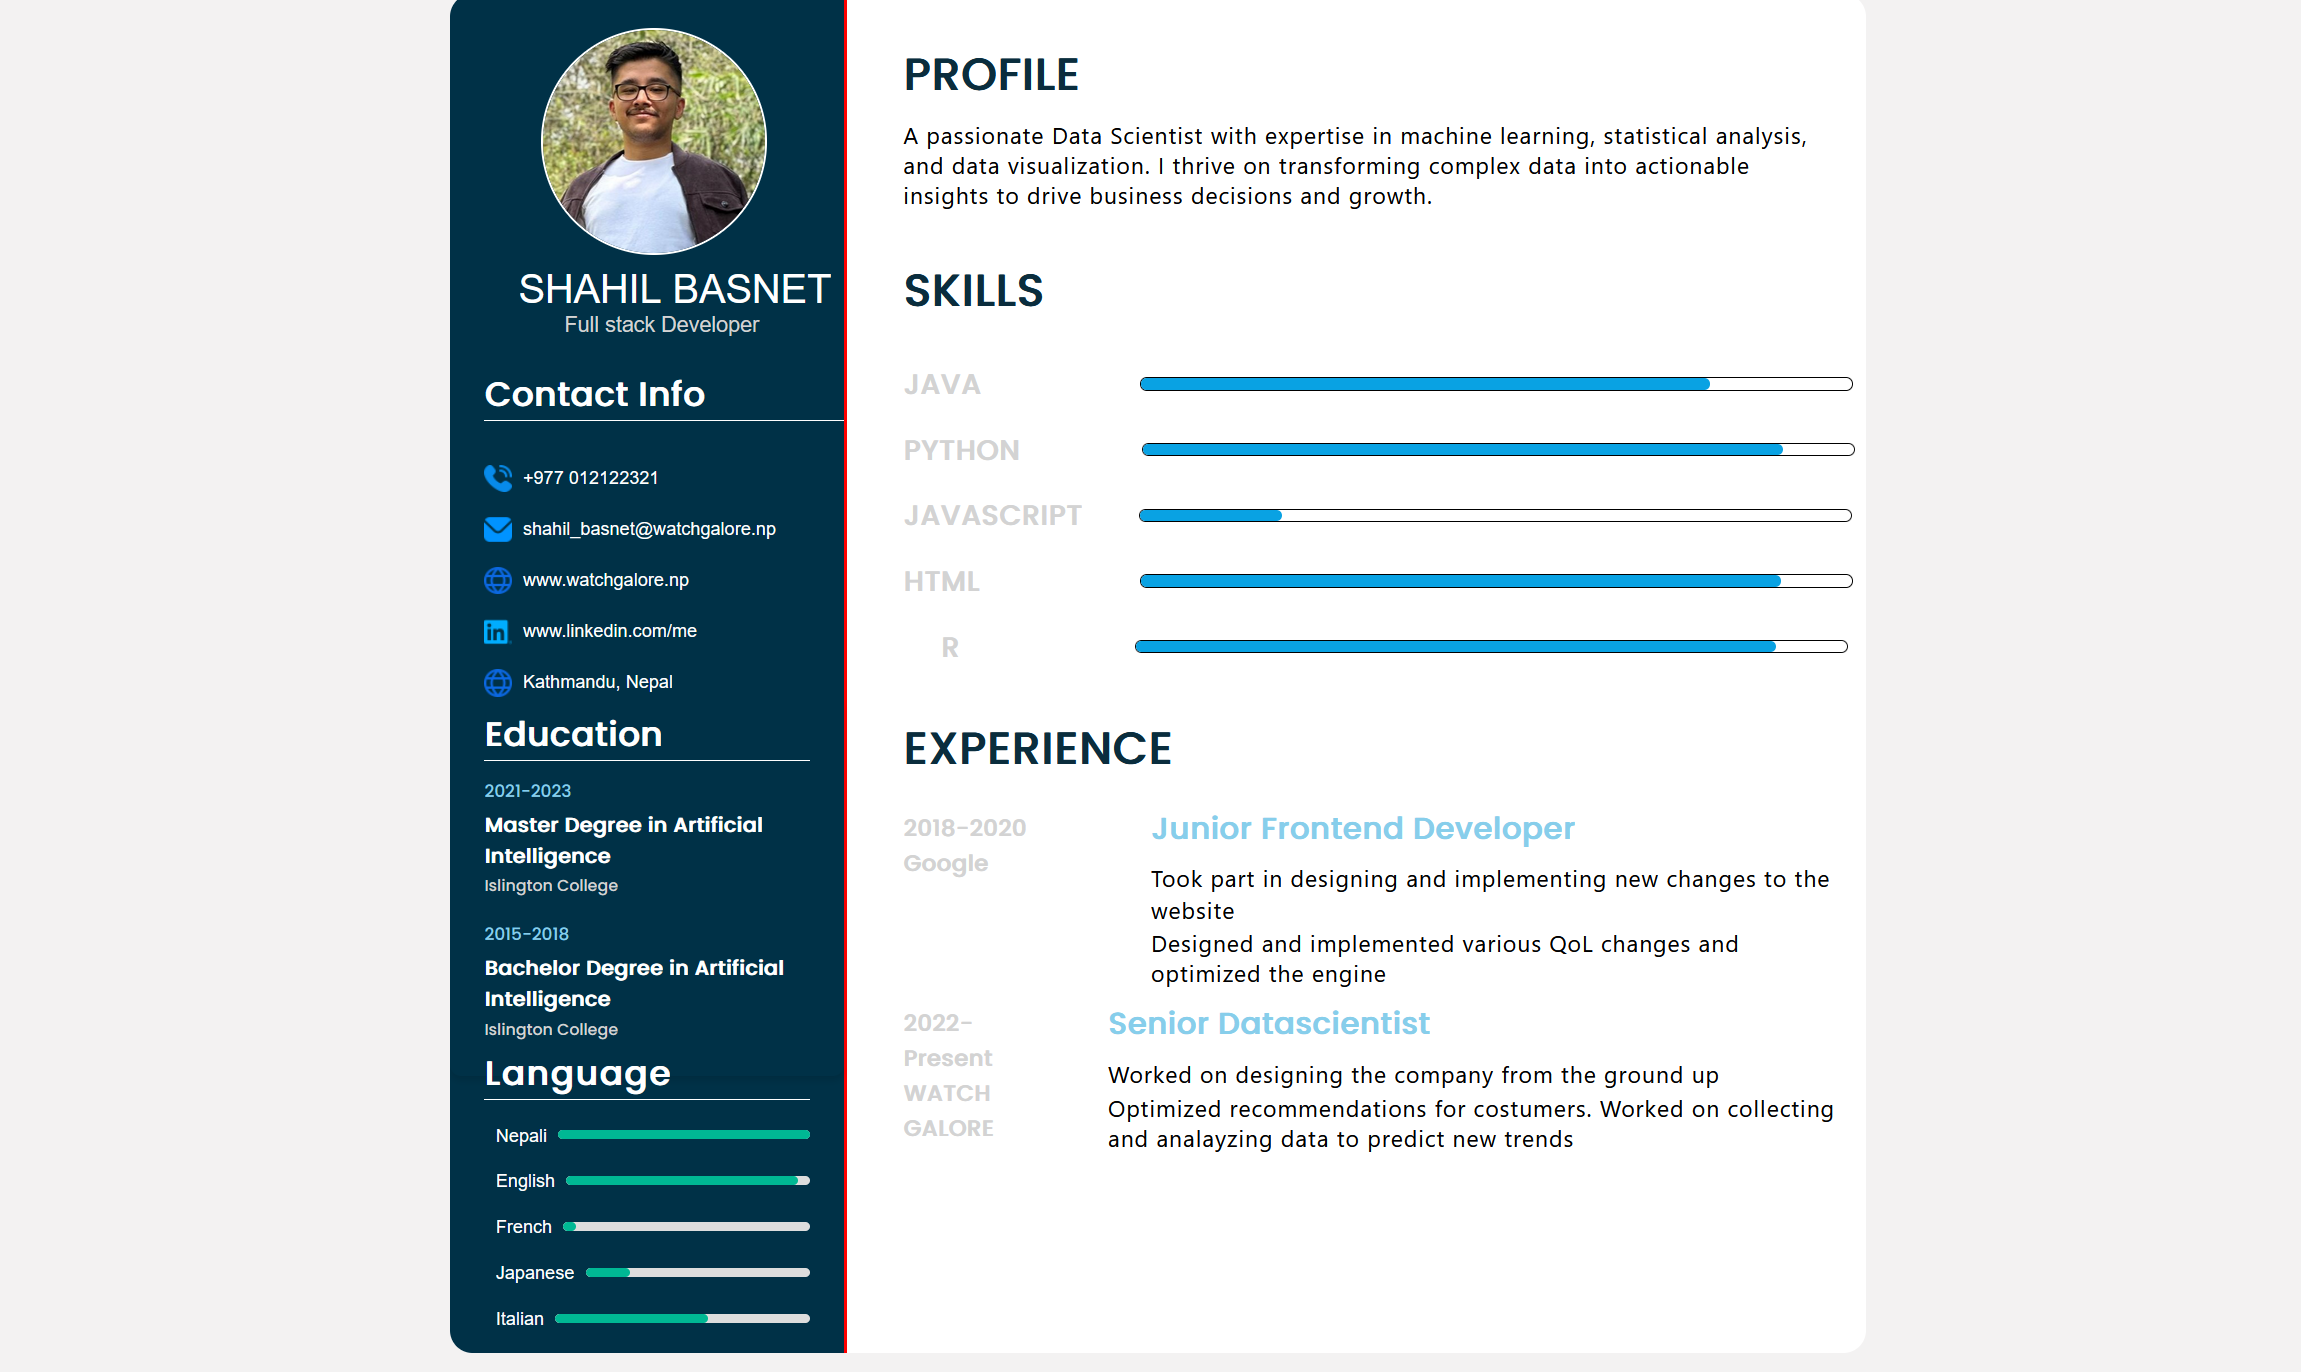 SHAHIL BASNET
Full stack Developer
Contact Info
+977 012122321
shahil_basnet@watchgalore.np
www.watchgalore.np
in
www.linkedin.com/me
Kathmandu, Nepal
Education
2021-2023
Master Degree in Artificial
Intelligence
Islington College
2015-2018
Bachelor Degree in Artificial
Intelligence
Islington College
Language
Nepali
English
French
Japanese
Italian
PROFILE
A passionate Data Scientist with expertise in machine learning, statistical analysis,
and data visualization. I thrive on transforming complex data into actionable
insights to drive business decisions and growth.
SKILLS
JAVA
PYTHON
JAVASCRIPT
HTML
R
EXPERIENCE
2018-2020
Google
Junior Frontend Developer
Took part in designing and implementing new changes to the
website
Designed and implemented various QoL changes and
optimized the engine
2022-
Present
WATCH
GALORE
Senior Datascientist
Worked on designing the company from the ground up
Optimized recommendations for costumers. Worked on collecting
and analayzing data to predict new trends